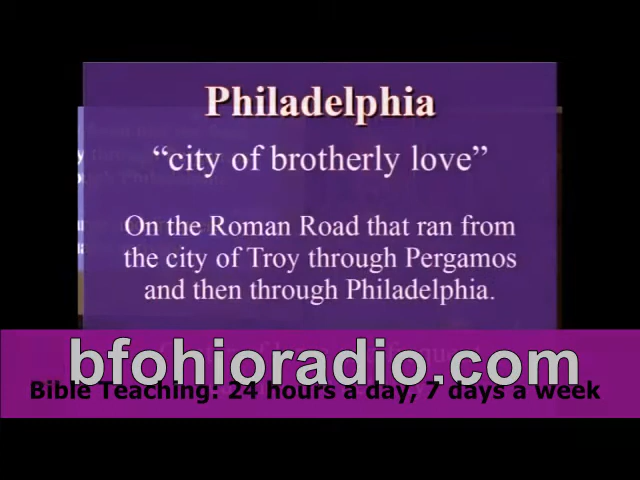 Philadelphia
“city of brotherly love”
On the Roman Road that ran from
the city of Troy through Pergamos
and then through Philadelphia.
bfohioradio.com
Bible Teaching: 24 hours a day, 7 days a week